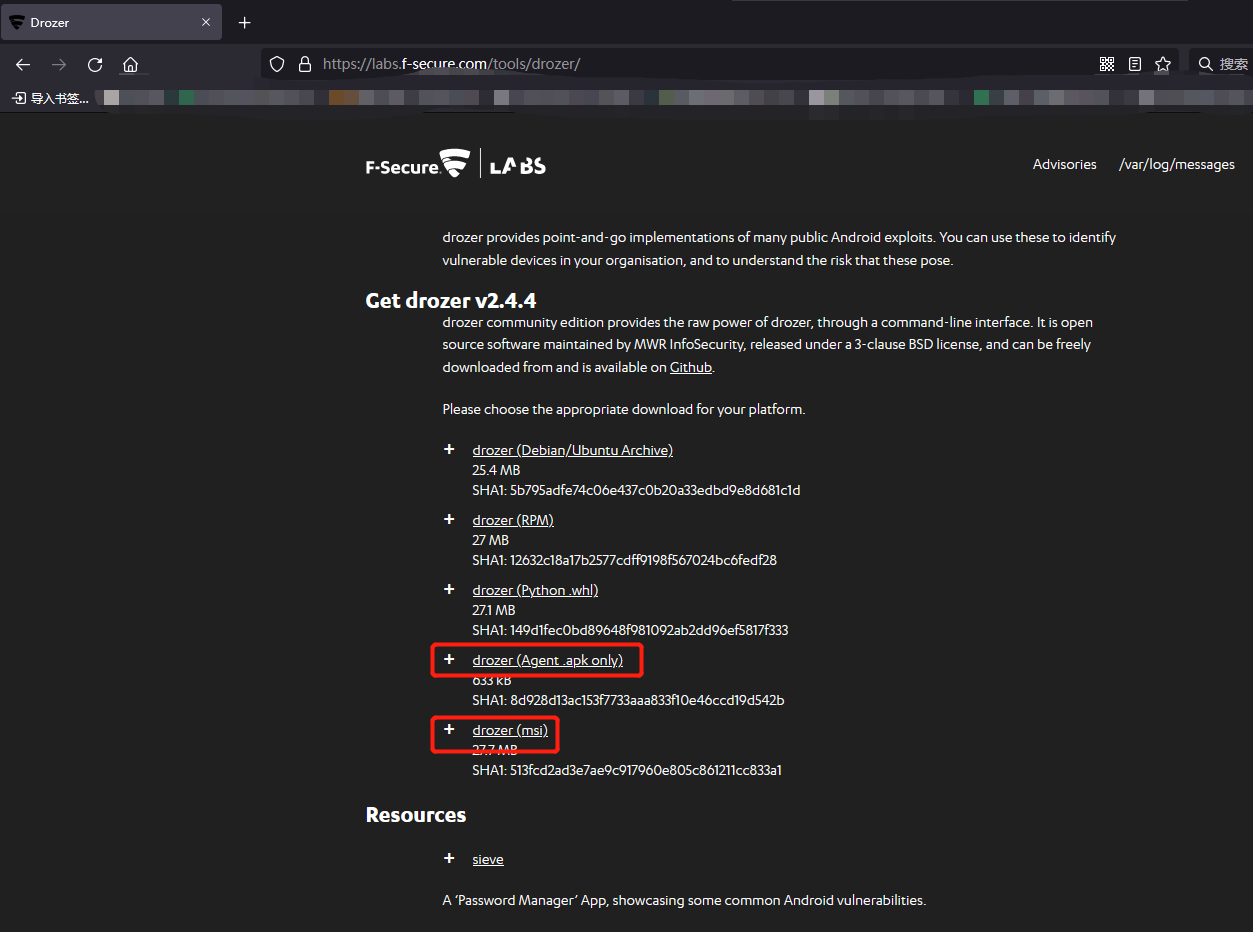 Drozer
https://labs.f-secure.com/tools/drozer/
搜索
导入书签...
F-Secure. LABS
Advisories /var/log/messages
drozer provides point-and-go implementations of many public Android exploits. You can use these to identify
vulnerable devices in your organisation, and to understand the risk that these pose.
Get drozer v2.4.4
drozer community edition provides the raw power of drozer, through a command-line interface. It is open
source software maintained by MWR InfoSecurity, released under a 3-clause BSD license, and can be freely
downloaded from and is available on Github.
Please choose the appropriate download for your platform.
+ drozer (Debian/Ubuntu Archive)
25.4 MB
SHA1: 5b795adfe74c06e437c0b20a33edbd9e8d681c1d
+ drozer (RPM)
27 MB
SHA1: 12632c18a17b2577cdff9198f567024bc6fedf28
+ drozer (Python .whl)
27.1 MB
SHA1: 149d1fec0bd89648f981092ab2dd96ef5817f333
+ drozer (Agent .apk only)
633 kB
SHA1: 8d928d13ac153f7733aaa833f10e46ccd19d542b
+ drozer (msi)
27.7 MB
SHA1: 513fcd2ad3e7ae9c917960e805c861211cc833a1
Resources
+ sieve
A ‘Password Manager’ App, showcasing some common Android vulnerabilities.